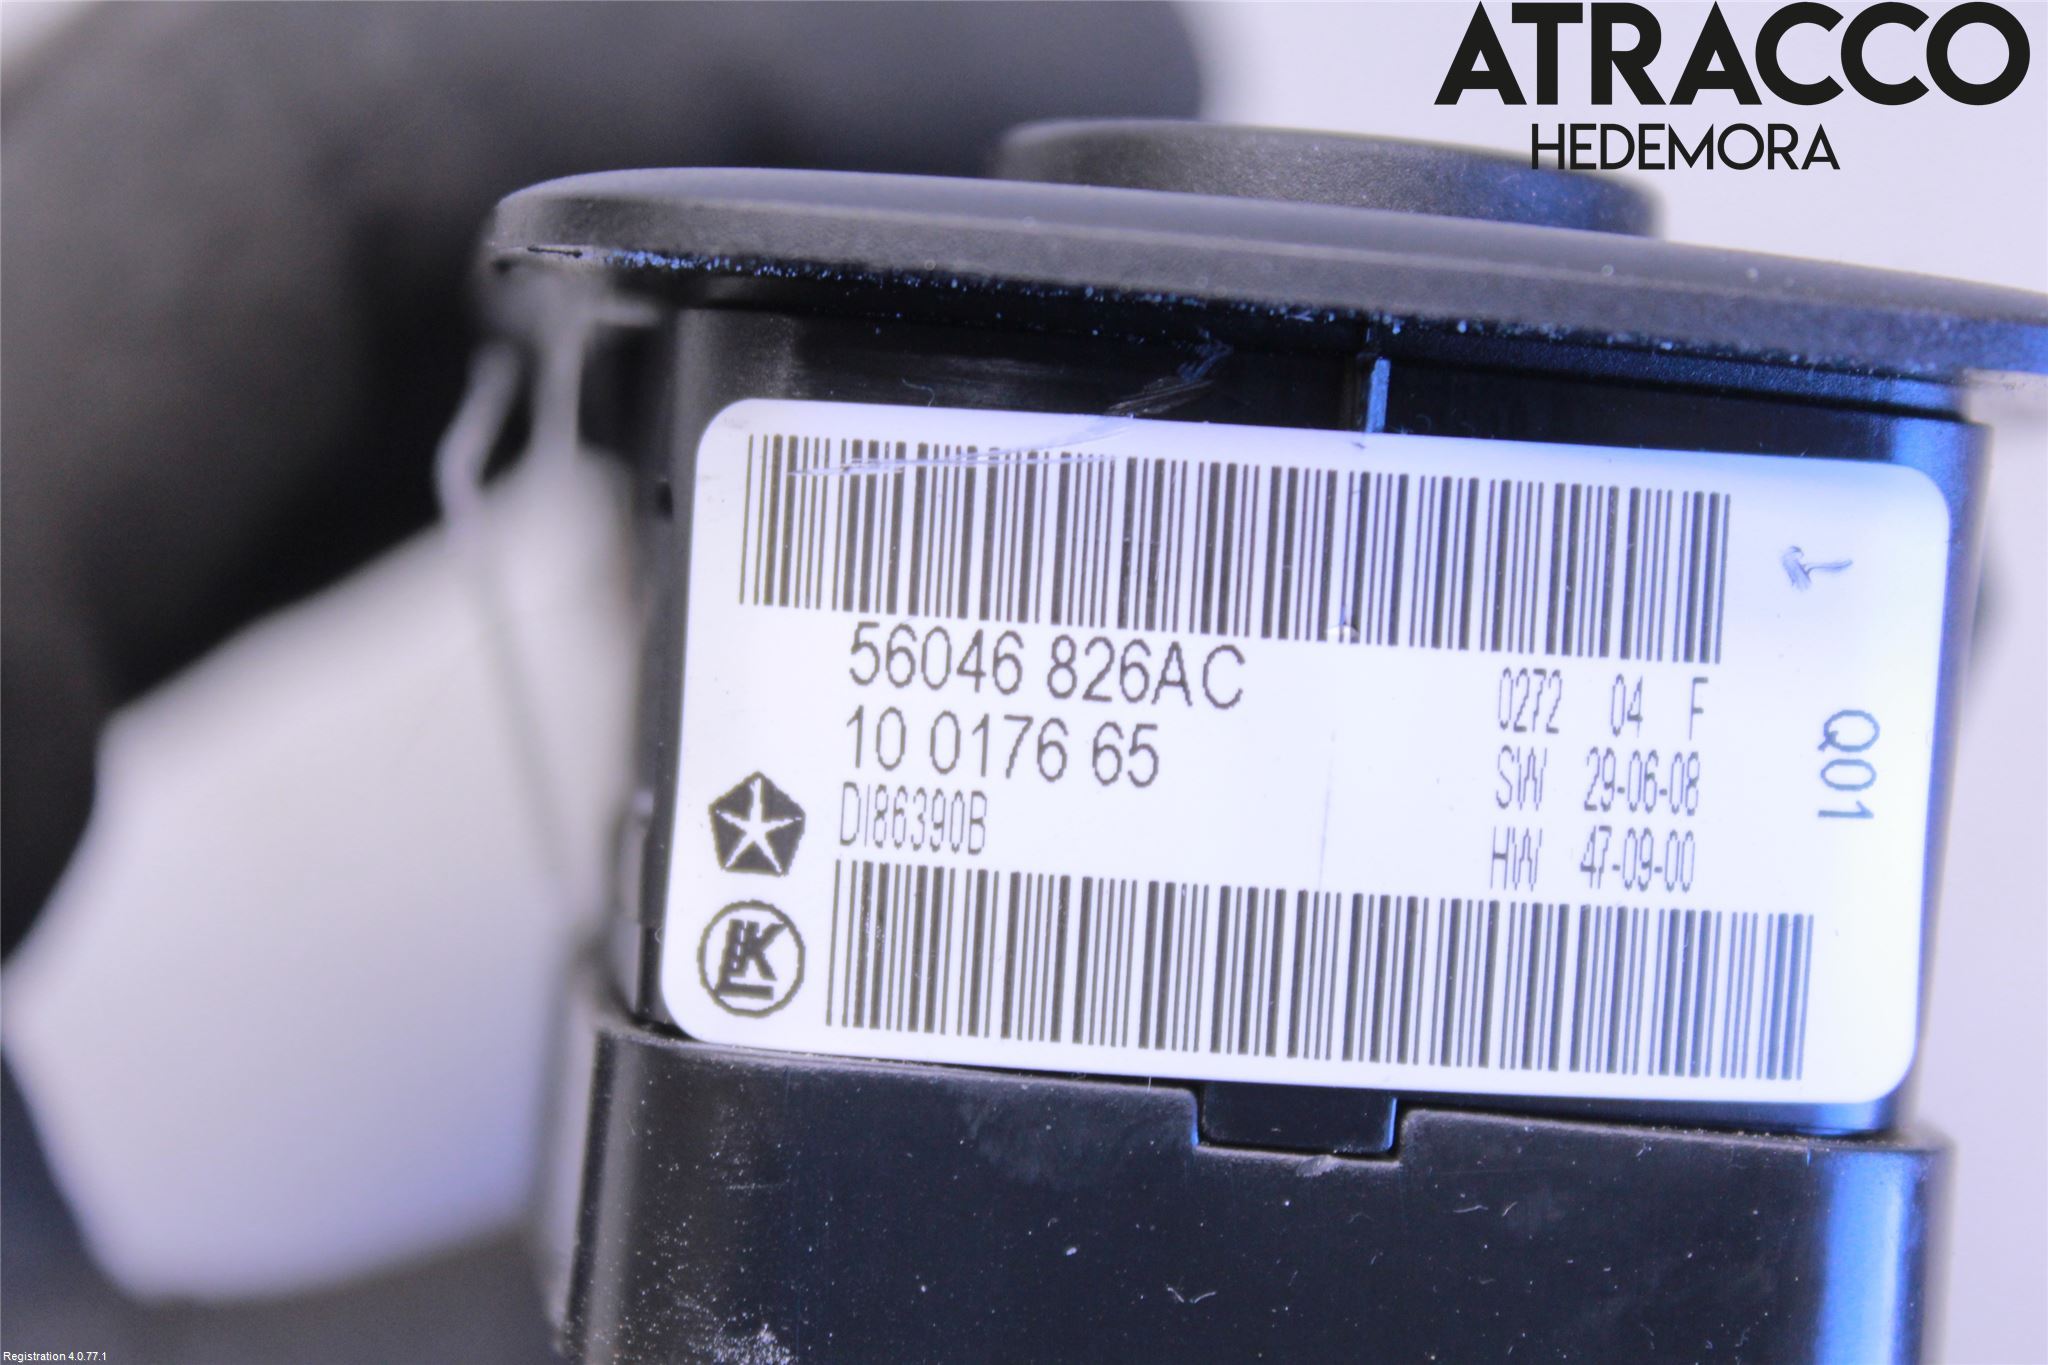 ATRACCO
HEDEMORA
56046 826AC
10 0176 65
DI86390B
0272 04 F
SW 29-06-08
HW 47-09-00
Q01
LK
Registration 4.0.77.1